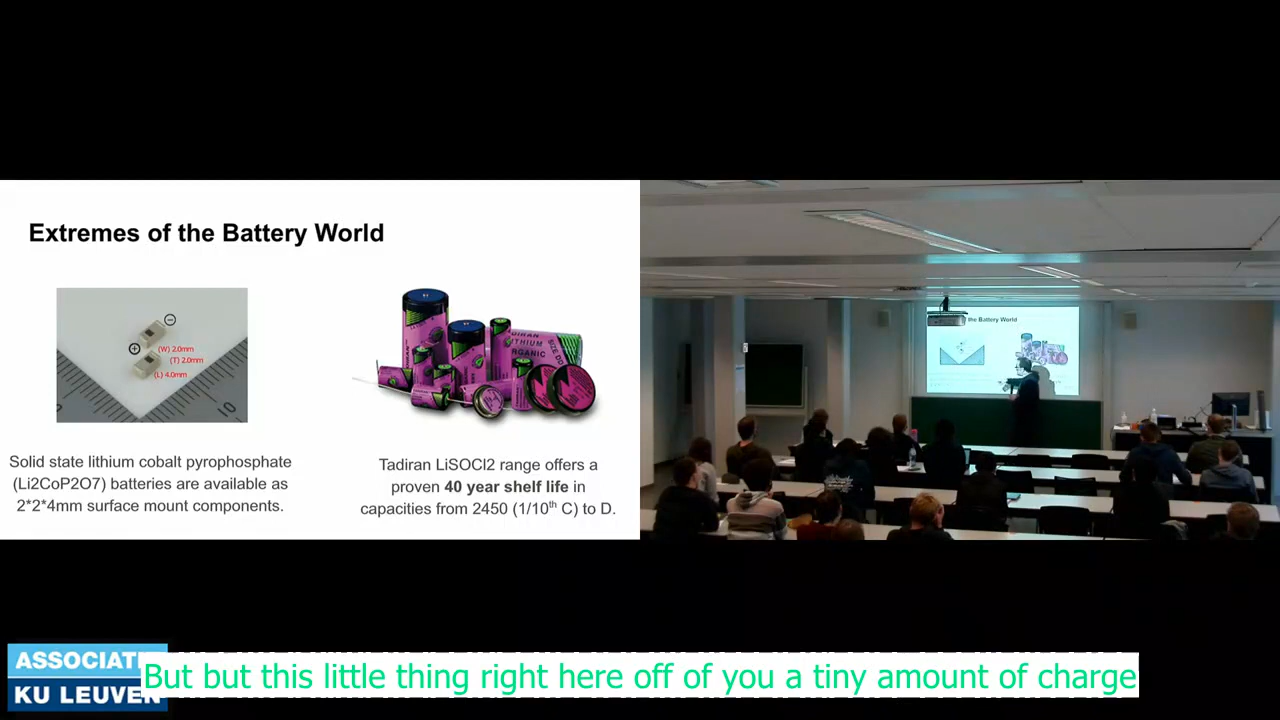 Extremes of the Battery World
(W) 2.0mm
(T) 2.0mm
(L) 4.0mm
10
Solid state lithium cobalt pyrophosphate
(Li2CoP2O7) batteries are available as
2*2*4mm surface mount components.
LITHIUM
Tadiran LiSOCl2 range offers a
proven 40 year shelf life in
capacities from 2450 (1/10th C) to D.
the Battery World
ASSOCIAT
KU LEUVEN
But but this little thing right here off of you a tiny amount of charge